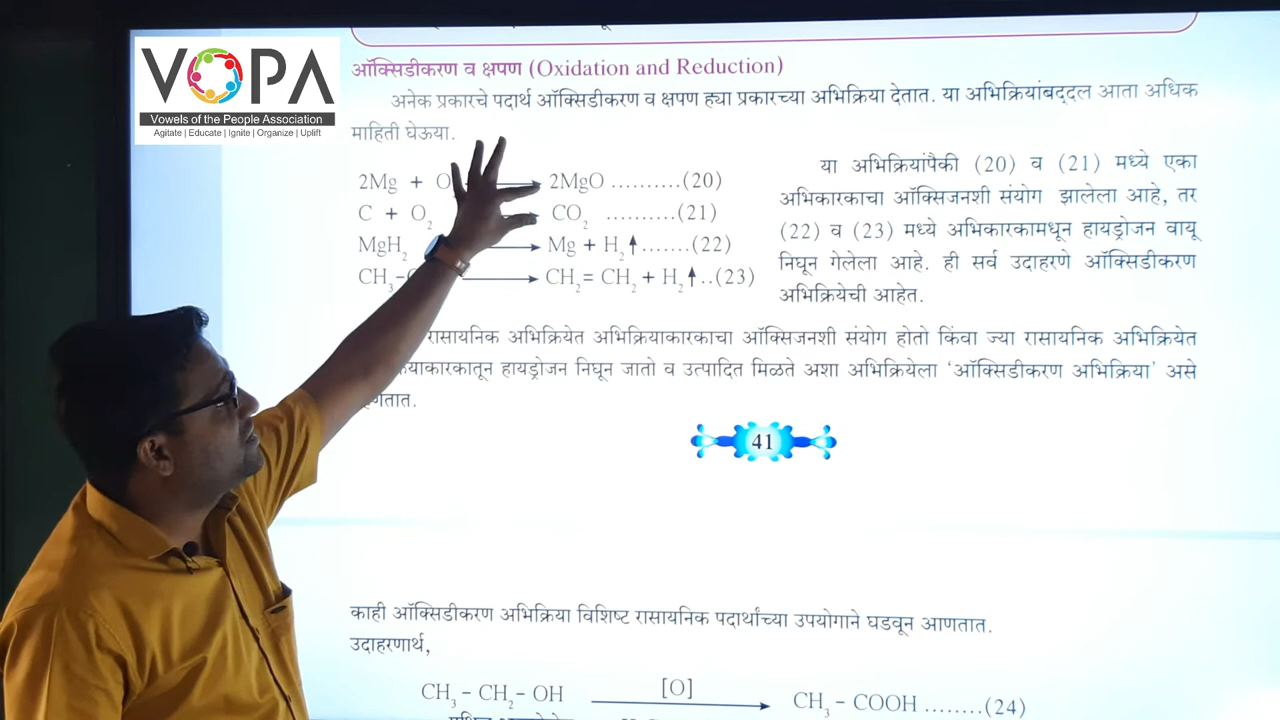 VOPA
Vowels of the People Association
Agitate | Educate | Ignite | Organize | Uplift
ऑक्सिडीकरण व क्षपण (Oxidation and Reduction)
अनेक प्रकारचे पदार्थ ऑक्सिडीकरण व क्षपण ह्या प्रकारच्या अभिक्रिया देतात. या अभिक्रियांबद्दल आता अधिक
माहिती घेऊया.
2Mg + O → 2MgO ..........(20)
C + O₂ CO₂ ..........(21)
MgH₂ → Mg + H₂↑.......(22)
CH₃– → CH₂= CH₂ + H₂↑..(23)
या अभिक्रियांपैकी (20) व (21) मध्ये एका
अभिकारकाचा ऑक्सिजनशी संयोग झालेला आहे, तर
(22) व (23) मध्ये अभिकारकामधून हायड्रोजन वायू
निघून गेलेला आहे. ही सर्व उदाहरणे ऑक्सिडीकरण
अभिक्रियेची आहेत.
रासायनिक अभिक्रियेत अभिक्रियाकारकाचा ऑक्सिजनशी संयोग होतो किंवा ज्या रासायनिक अभिक्रियेत
हायड्रोजन निघून जातो व उत्पादित मिळते अशा अभिक्रियेला ‘ऑक्सिडीकरण अभिक्रिया’ असे
41
काही ऑक्सिडीकरण अभिक्रिया विशिष्ट रासायनिक पदार्थांच्या उपयोगाने घडवून आणतात.
उदाहरणार्थ,
CH₃ – CH₂– OH [O] → CH₃ – COOH ........(24)